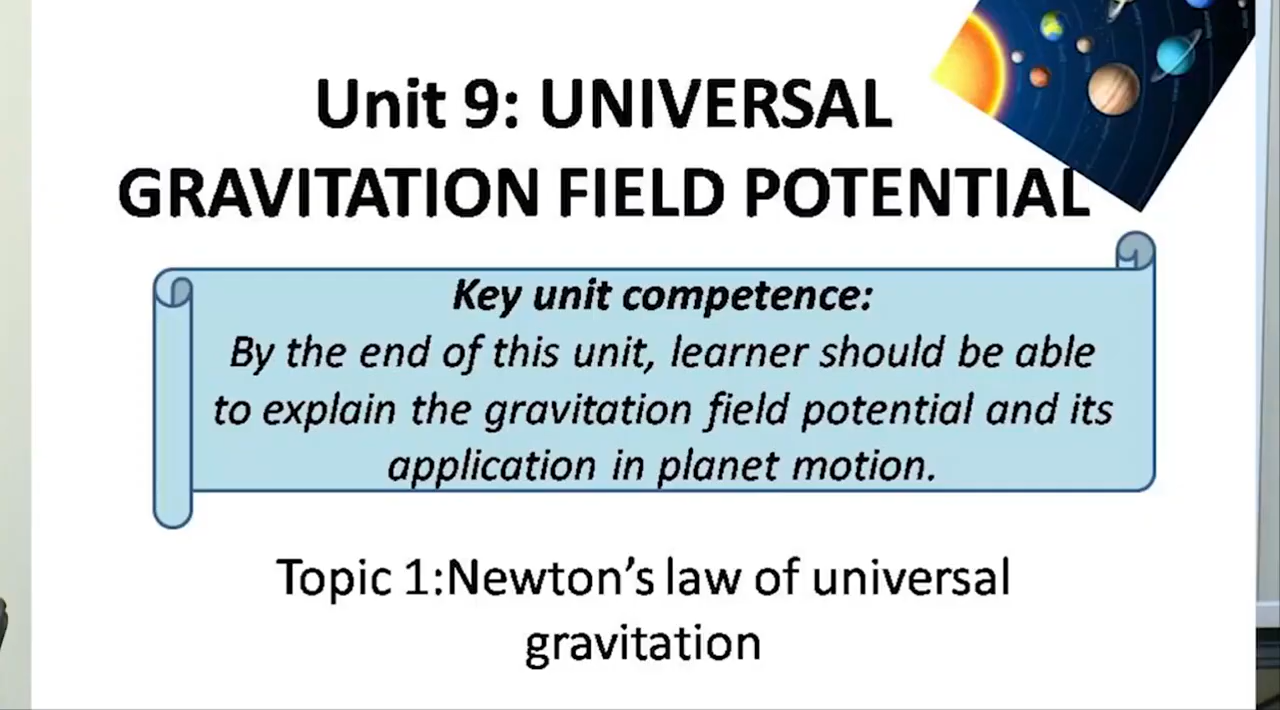 Unit 9: UNIVERSAL
GRAVITATION FIELD POTENTIAL
Key unit competence:
By the end of this unit, learner should be able
to explain the gravitation field potential and its
application in planet motion.
Topic 1:Newton's law of universal
gravitation